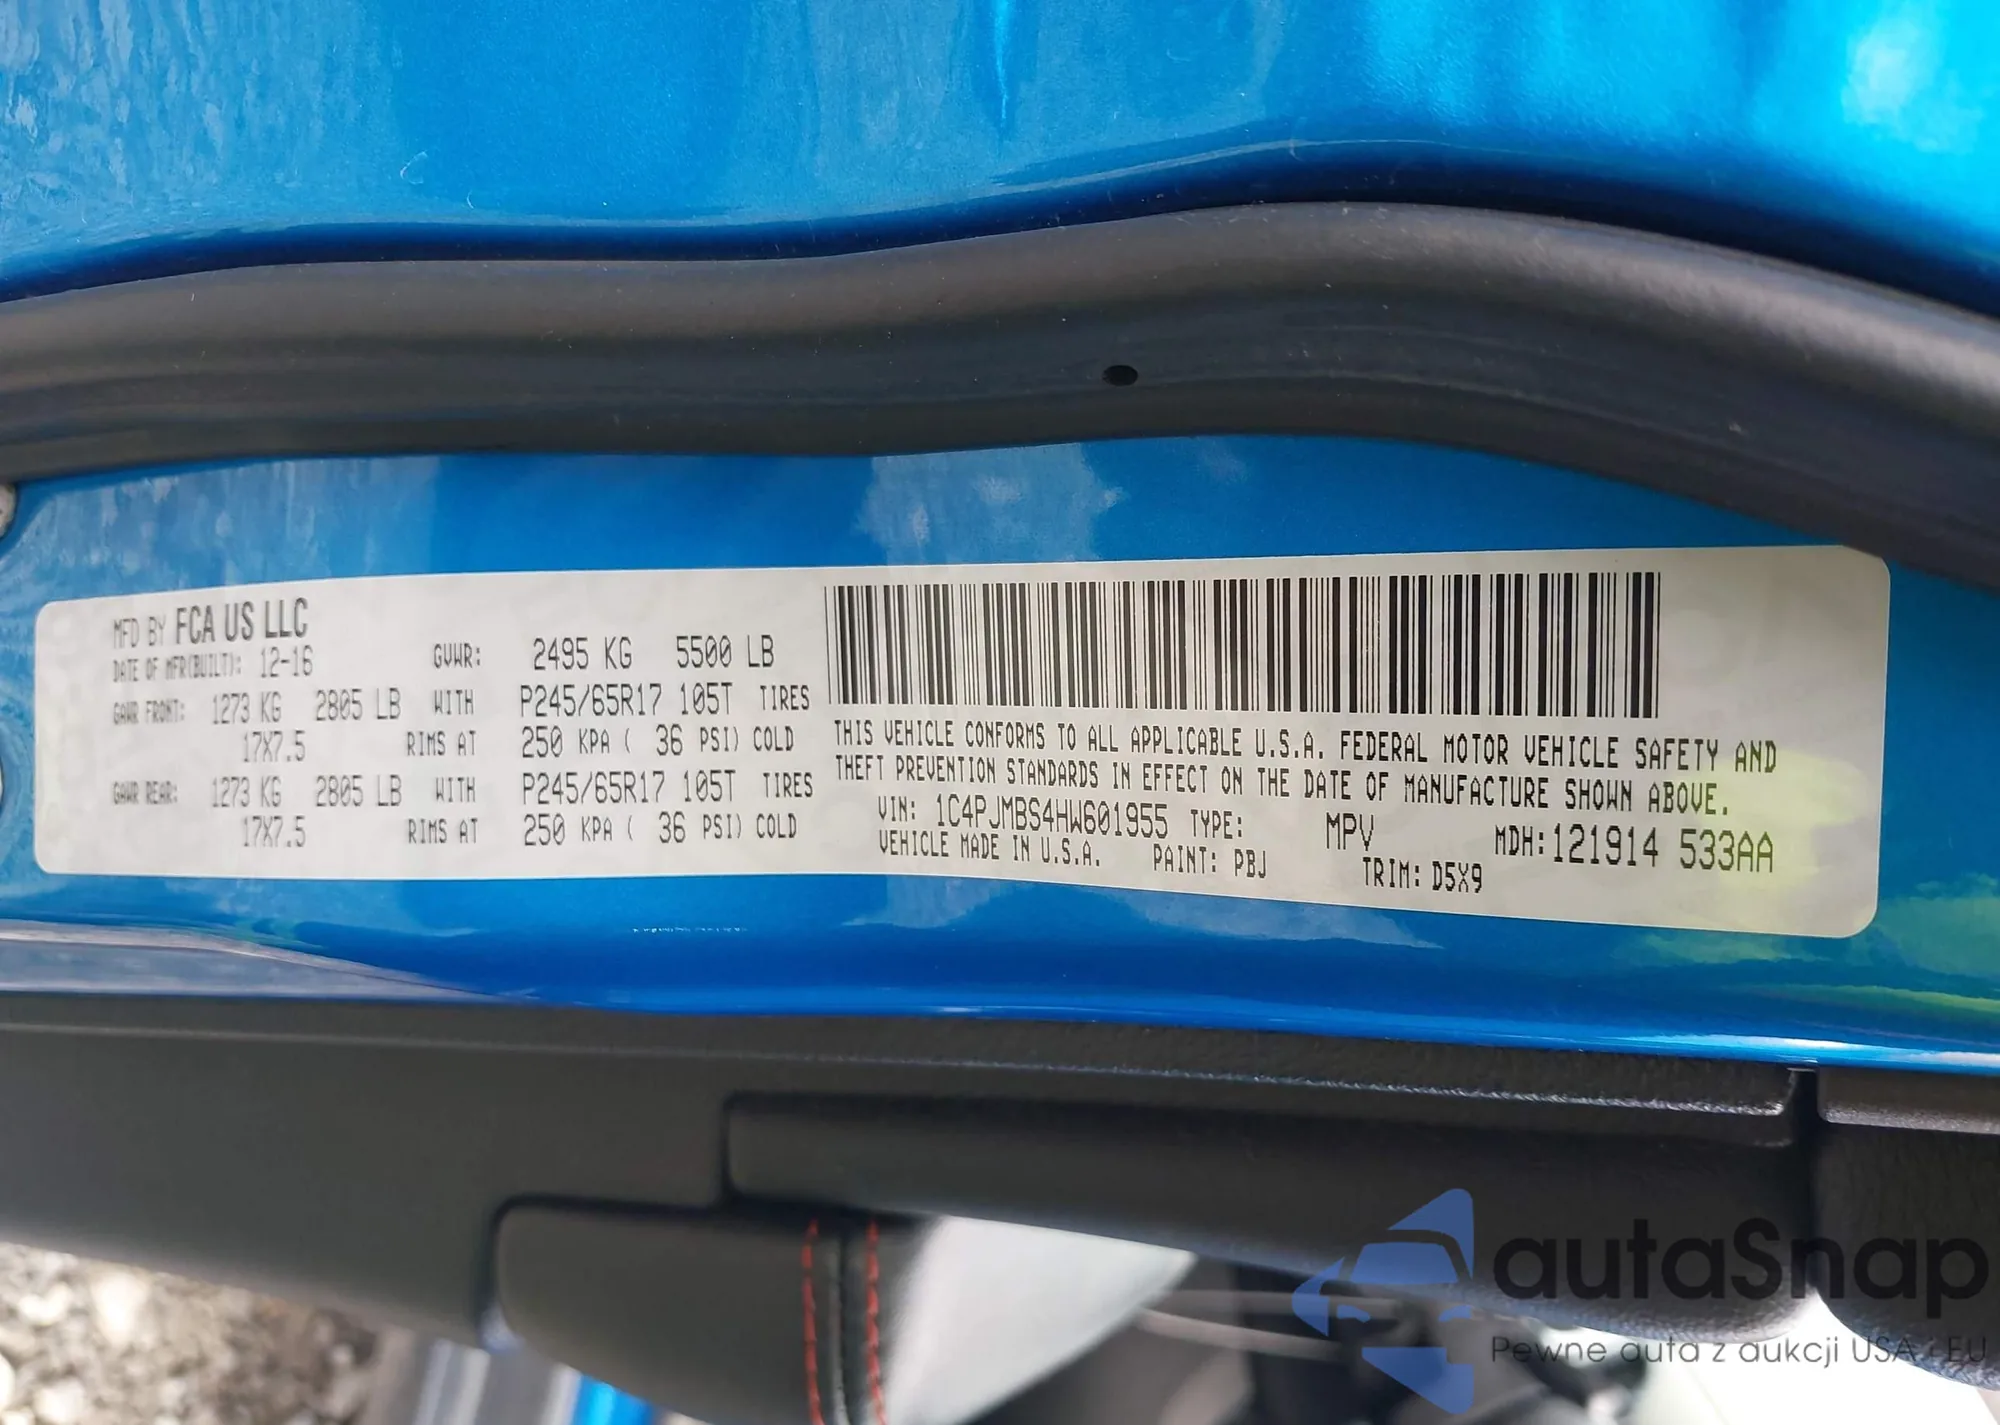 MFD BY FCA US LLC
DATE OF MFR(BUILT): 12-16 GVWR: 2495 KG 5500 LB
GAWR FRONT: 1273 KG 2805 LB WITH P245/65R17 105T TIRES
17X7.5 RIMS AT 250 KPA ( 36 PSI) COLD
GAWR REAR: 1273 KG 2805 LB WITH P245/65R17 105T TIRES
17X7.5 RIMS AT 250 KPA ( 36 PSI) COLD
THIS VEHICLE CONFORMS TO ALL APPLICABLE U.S.A. FEDERAL MOTOR VEHICLE SAFETY AND
THEFT PREVENTION STANDARDS IN EFFECT ON THE DATE OF MANUFACTURE SHOWN ABOVE.
VIN: 1C4PJMBS4HW601955 TYPE: MPV MDH:121914 533AA
VEHICLE MADE IN U.S.A. PAINT: PBJ TRIM: D5X9
autaSnap
Pewne auta z aukcji USA i EU